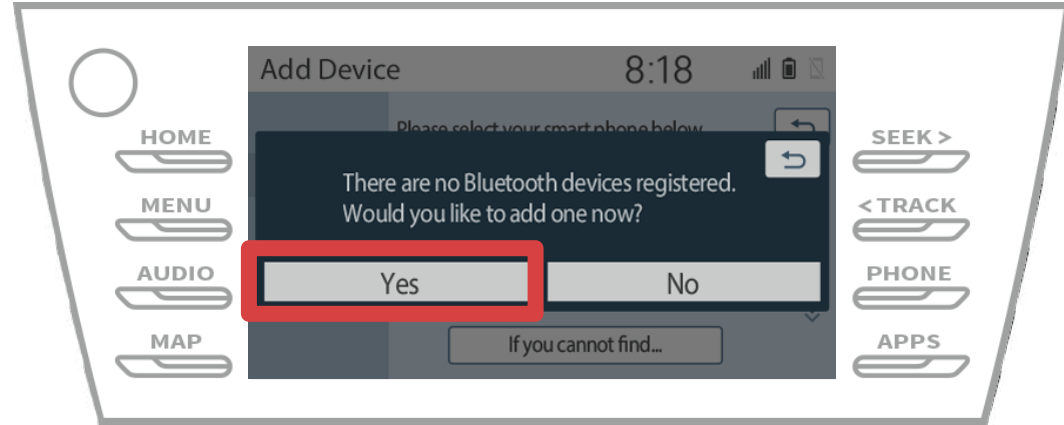 Add Device 8:18
HOME
MENU
AUDIO
MAP
Please select your smart phone below
There are no Bluetooth devices registered.
Would you like to add one now?
Yes No
If you cannot find...
SEEK >
< TRACK
PHONE
APPS